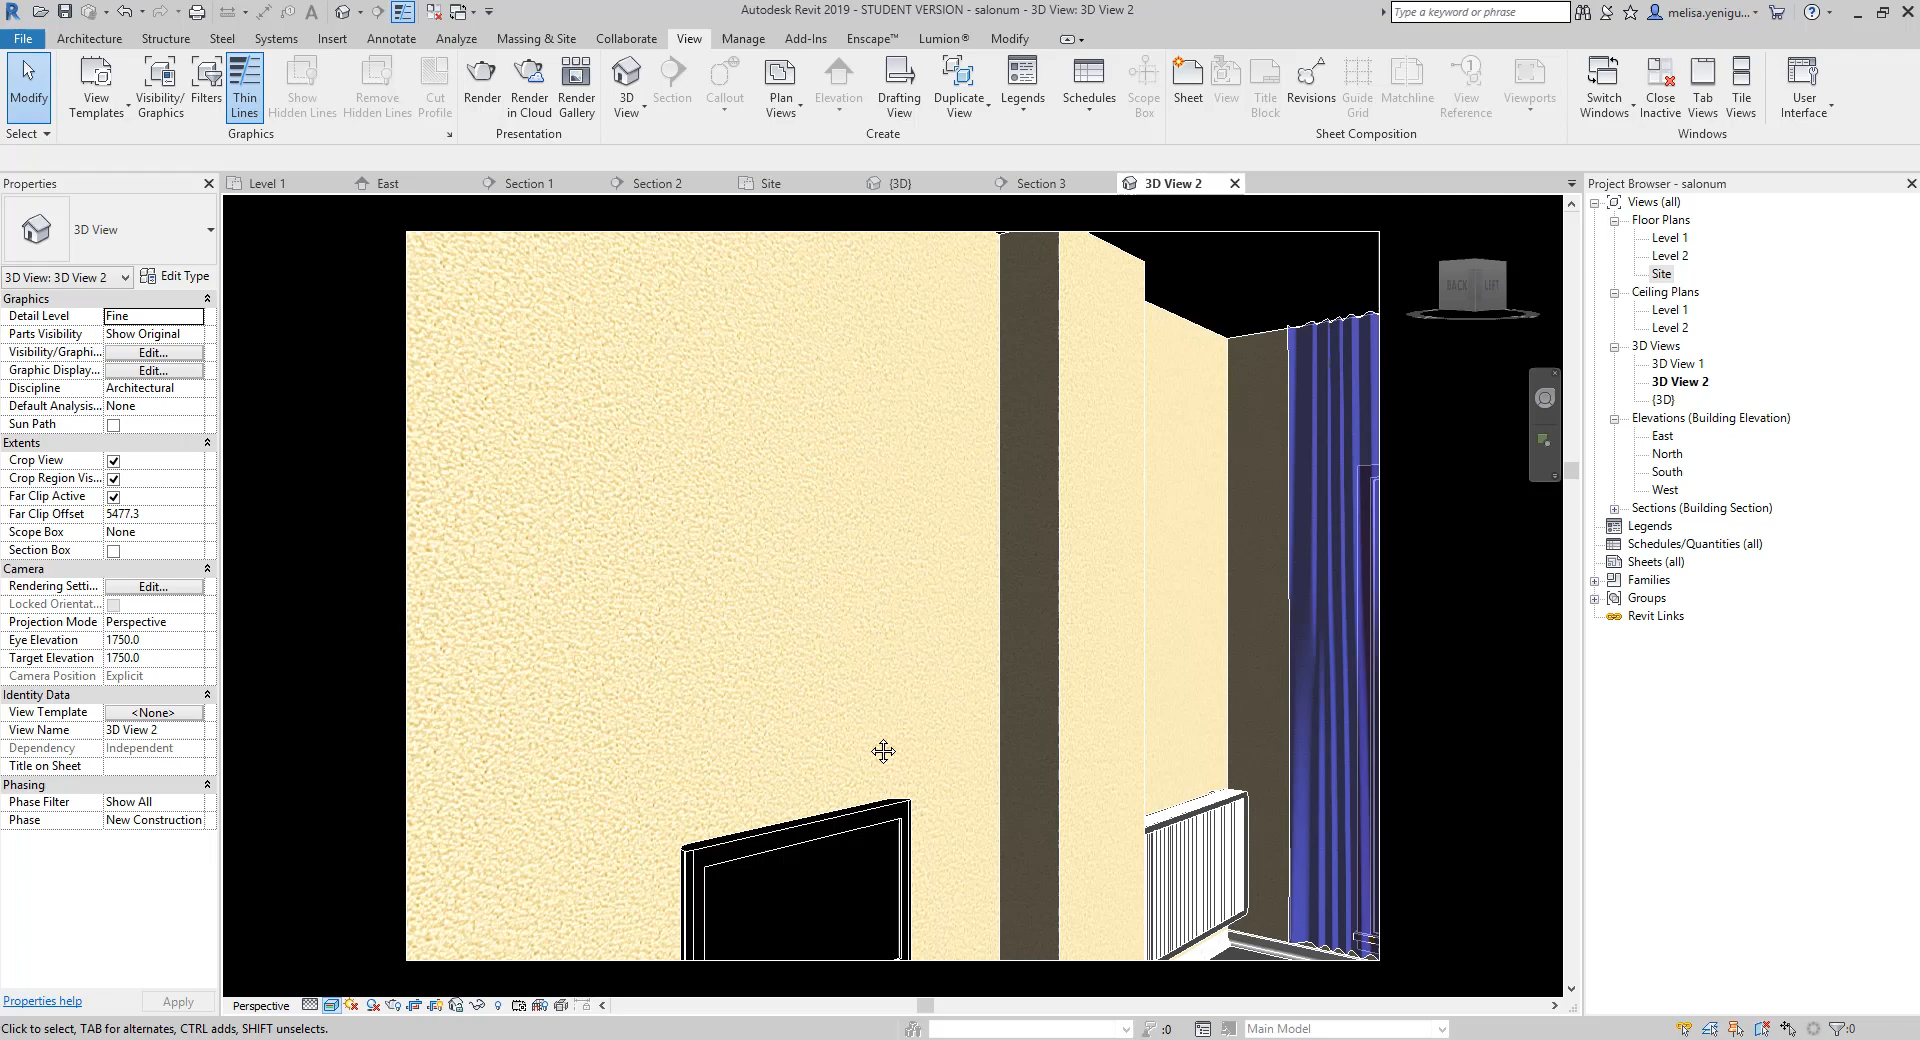 Autodesk Revit 2019 - STUDENT VERSION - salonum - 3D View: 3D View 2
Type a keyword or phrase
melisa.yenigu...
File Architecture Structure Steel Systems Insert Annotate Analyze Massing & Site Collaborate View Manage Add-Ins Enscape™ Lumion® Modify
Modify
View Templates
Visibility/ Graphics
Filters
Thin Lines
Show Hidden Lines
Remove Hidden Lines
Cut Profile
Render
Render in Cloud
Render Gallery
3D View
Section
Callout
Plan Views
Elevation
Drafting View
Duplicate View
Legends
Schedules
Scope Box
Sheet
View
Title Block
Revisions
Guide Grid
Matchline
View Reference
Viewports
Switch Windows
Close Inactive
Tab Views
Tile Views
User Interface
Select Graphics Presentation Create Sheet Composition Windows
Properties
Level 1 East Section 1 Section 2 Site {3D} Section 3 3D View 2
Project Browser - salonum
3D View
3D View: 3D View 2 Edit Type
Graphics
Detail Level Fine
Parts Visibility Show Original
Visibility/Graphi... Edit...
Graphic Display... Edit...
Discipline Architectural
Default Analysis... None
Sun Path
Extents
Crop View
Crop Region Vis...
Far Clip Active
Far Clip Offset 5477.3
Scope Box None
Section Box
Camera
Rendering Setti... Edit...
Locked Orientat...
Projection Mode Perspective
Eye Elevation 1750.0
Target Elevation 1750.0
Camera Position Explicit
Identity Data
View Template <None>
View Name 3D View 2
Dependency Independent
Title on Sheet
Phasing
Phase Filter Show All
Phase New Construction
Properties help Apply
BACK LEFT
Views (all)
Floor Plans
Level 1
Level 2
Site
Ceiling Plans
Level 1
Level 2
3D Views
3D View 1
3D View 2
{3D}
Elevations (Building Elevation)
East
North
South
West
Sections (Building Section)
Legends
Schedules/Quantities (all)
Sheets (all)
Families
Groups
Revit Links
Perspective
Click to select, TAB for alternates, CTRL adds, SHIFT unselects.
:0
Main Model
:0